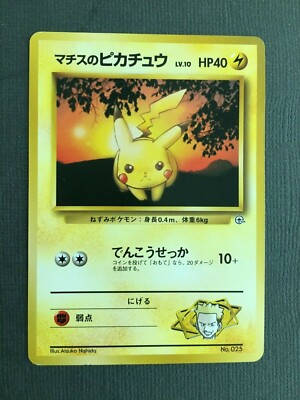 マチスのピカチュウ LV.10 HP40
ねずみポケモン：身長0.4m、体重6kg
でんこうせっか 10+
コインを投げて「おもて」なら、20ダメージ
を追加する。
にげる
弱点
Illus. Atsuko Nishida
No. 025